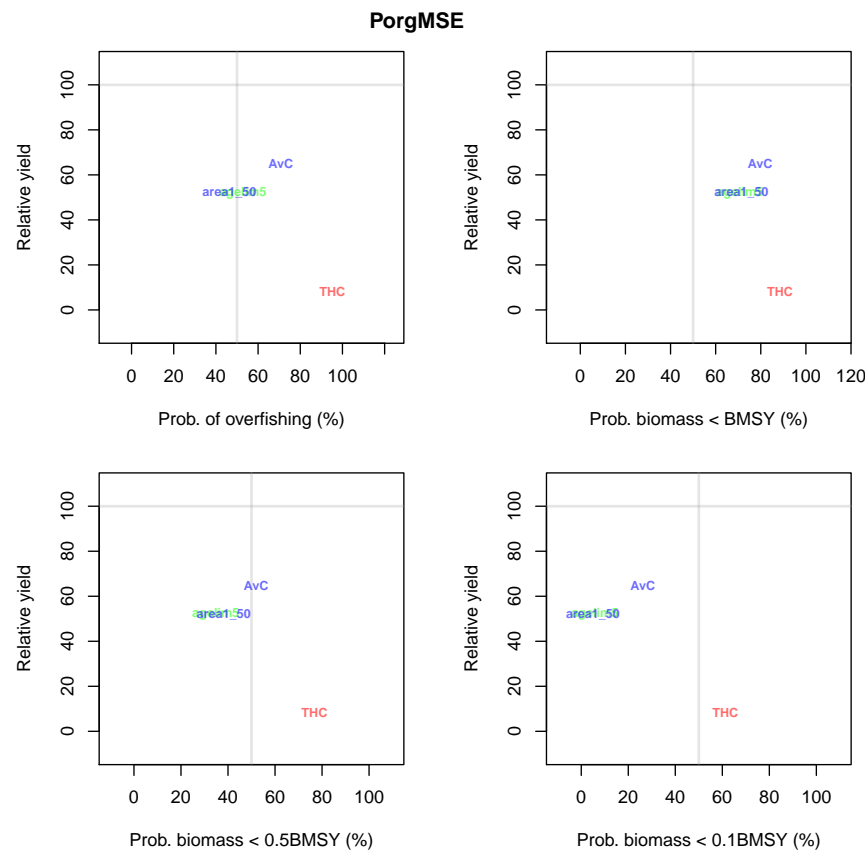 PorgMSE
Relative yield
0 20 40 60 80 100
AvC
area1_50
agelim5
THC
0 20 40 60 80 100
Prob. of overfishing (%)
Relative yield
0 20 40 60 80 100
AvC
area1_50
THC
0 20 40 60 80 100 120
Prob. biomass < BMSY (%)
Relative yield
0 20 40 60 80 100
AvC
agelim5
area1_50
THC
0 20 40 60 80 100
Prob. biomass < 0.5BMSY (%)
Relative yield
0 20 40 60 80 100
AvC
area1_50
THC
0 20 40 60 80 100
Prob. biomass < 0.1BMSY (%)